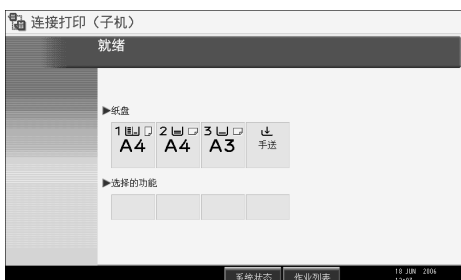 连接打印（子机）
就绪
▶纸盘
1 2 3
A4 A4 A3 手送
▶选择的功能
系统状态 作业列表 18 JUN 2006